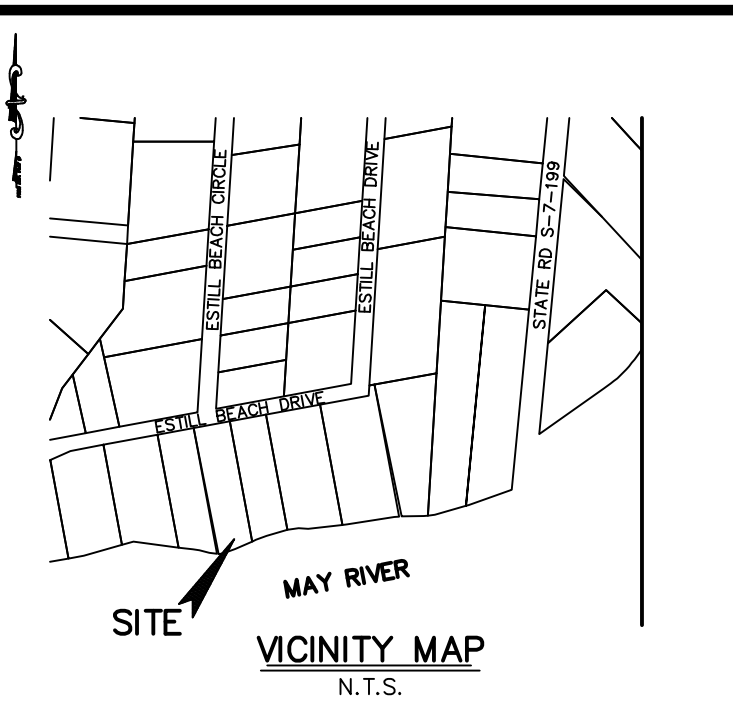 ESTILL BEACH CIRCLE
ESTILL BEACH DRIVE
STATE RD S-7-199
ESTILL BEACH DRIVE
MAY RIVER
SITE
VICINITY MAP
N.T.S.